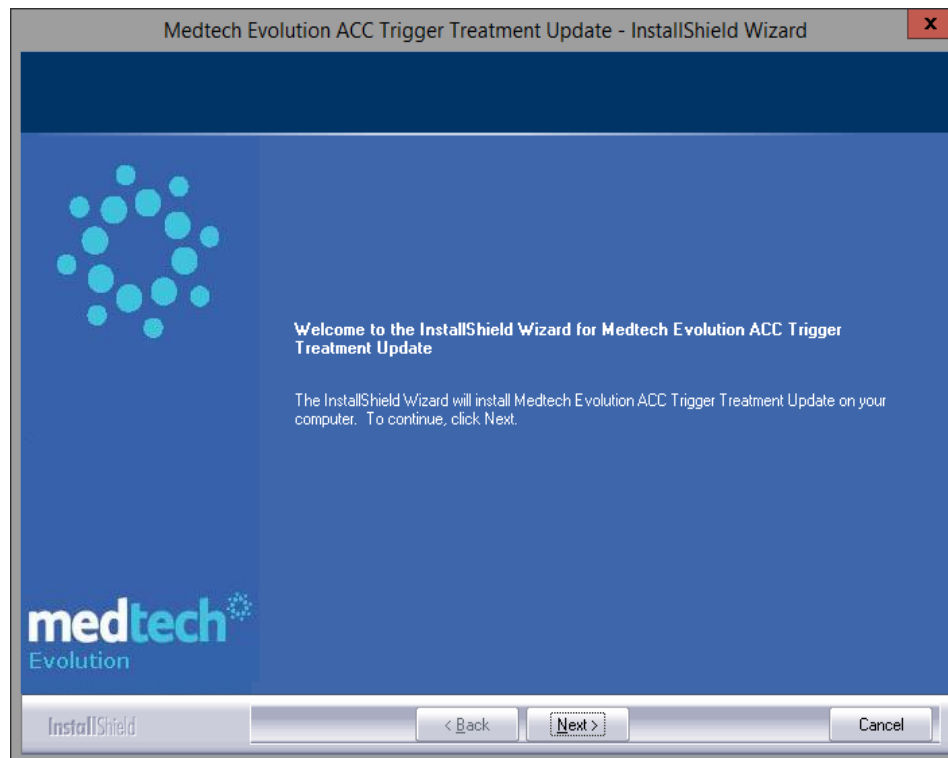 Medtech Evolution ACC Trigger Treatment Update - InstallShield Wizard
x
Welcome to the InstallShield Wizard for Medtech Evolution ACC Trigger
Treatment Update
The InstallShield Wizard will install Medtech Evolution ACC Trigger Treatment Update on your
computer. To continue, click Next.
medtech
Evolution
InstallShield
< Back
Next >
Cancel